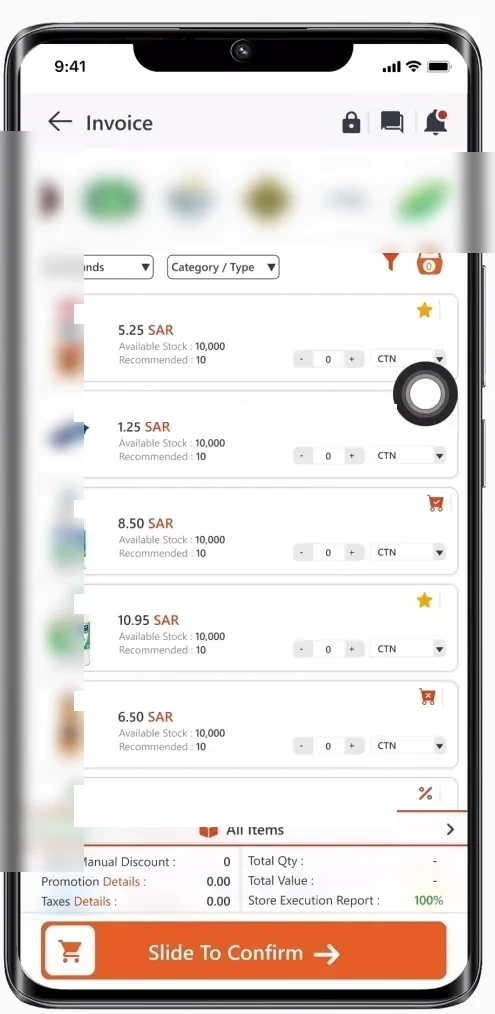 9:41
Invoice
Category / Type
0
5.25 SAR
Available Stock : 10,000
Recommended : 10
- 0 + CTN
1.25 SAR
Available Stock : 10,000
Recommended : 10
- 0 + CTN
8.50 SAR
Available Stock : 10,000
Recommended : 10
- 0 + CTN
10.95 SAR
Available Stock : 10,000
Recommended : 10
- 0 + CTN
6.50 SAR
Available Stock : 10,000
Recommended : 10
- 0 + CTN
%
All Items
Manual Discount : 0
Promotion Details : 0.00
Taxes Details : 0.00
Total Qty : -
Total Value : -
Store Execution Report : 100%
Slide To Confirm